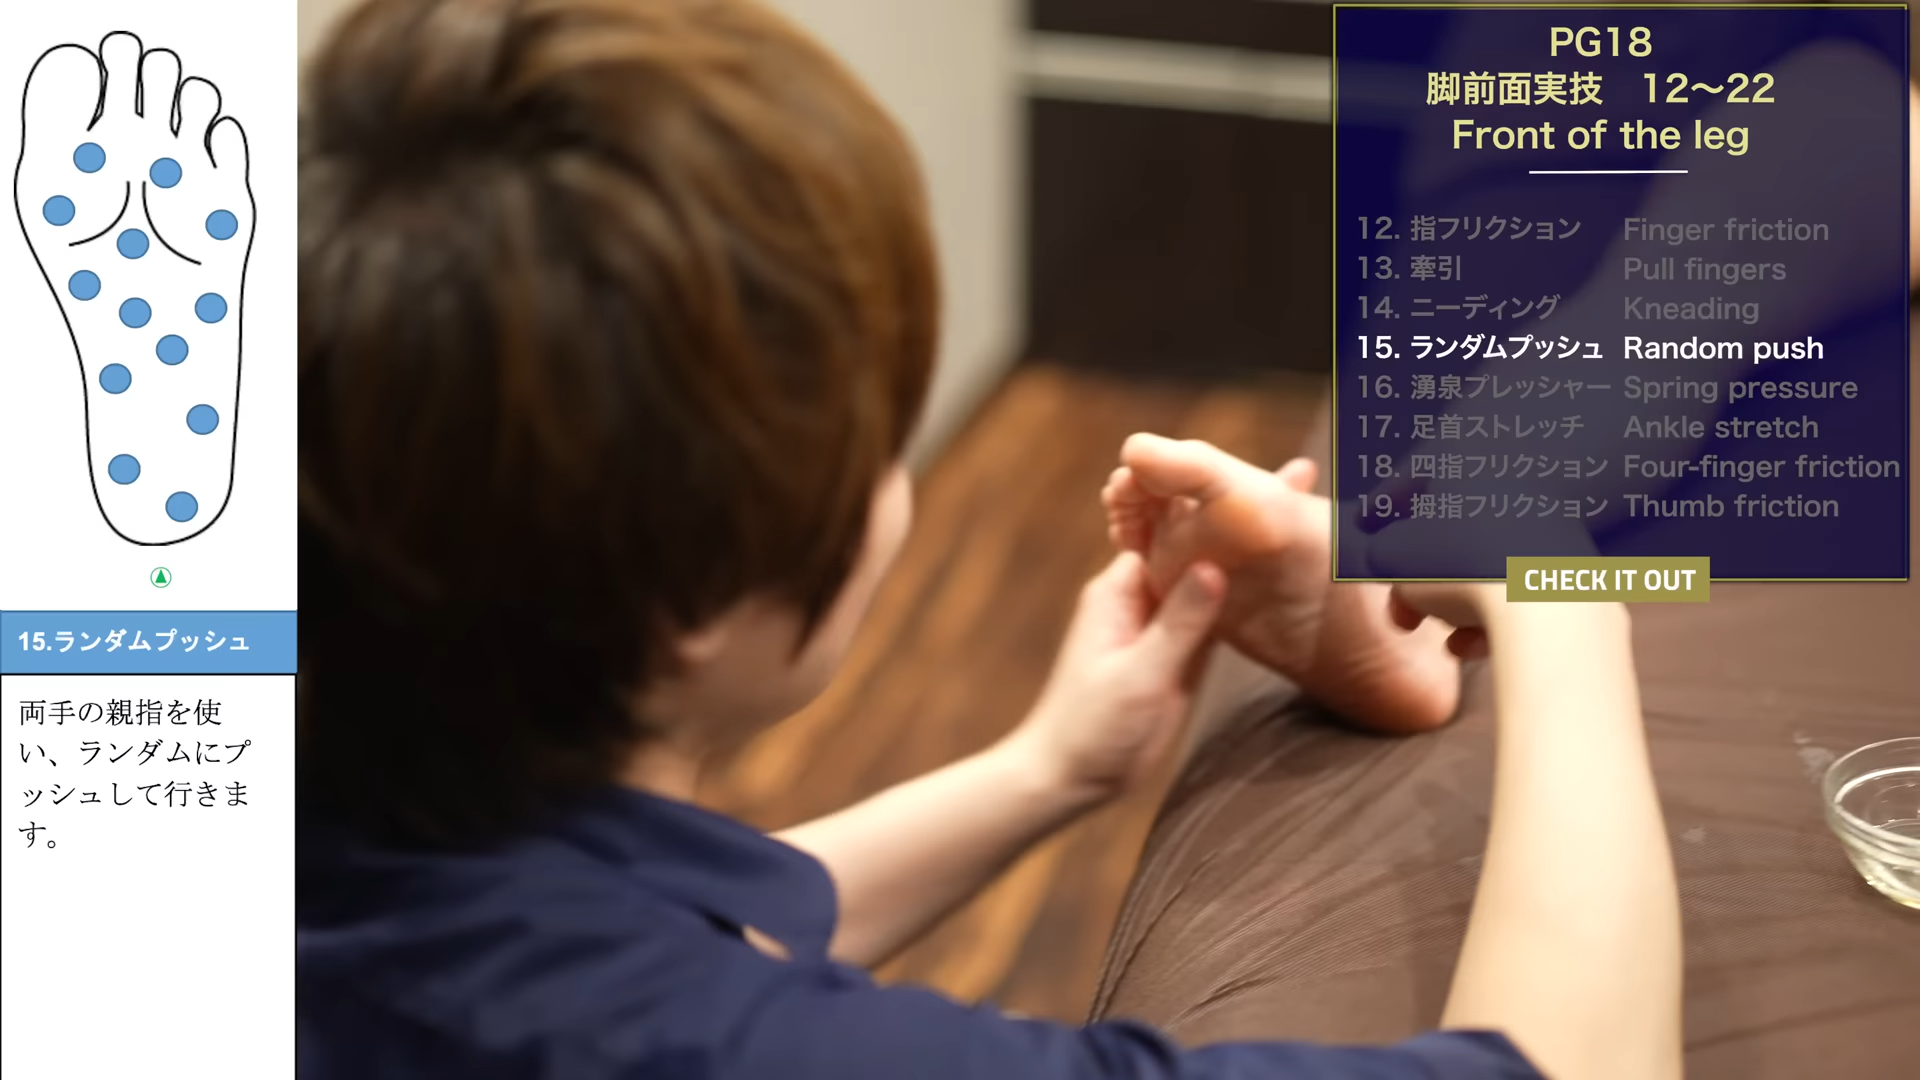 15.ランダムプッシュ
両手の親指を使
い、ランダムにプ
ッシュして行きま
す。
PG18
脚前面実技 12〜22
Front of the leg
12. 指フリクション Finger friction
13. 牽引 Pull fingers
14. ニーディング Kneading
15. ランダムプッシュ Random push
16. 湧泉プレッシャー Spring pressure
17. 足首ストレッチ Ankle stretch
18. 四指フリクション Four-finger friction
19. 拇指フリクション Thumb friction
CHECK IT OUT